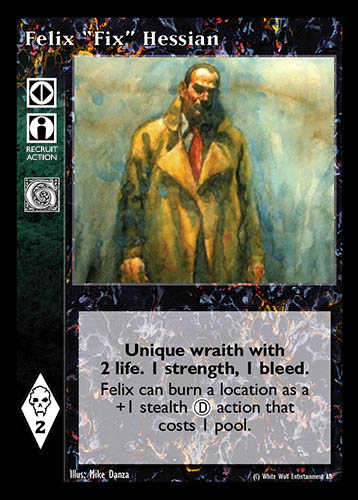 Felix "Fix" Hessian
RECRUIT
ACTION
Unique wraith with
2 life. 1 strength, 1 bleed.
Felix can burn a location as a
+1 stealth Ⓓ action that
costs 1 pool.
2
Illus: Mike Danza
(C) White Wolf Entertainment AB